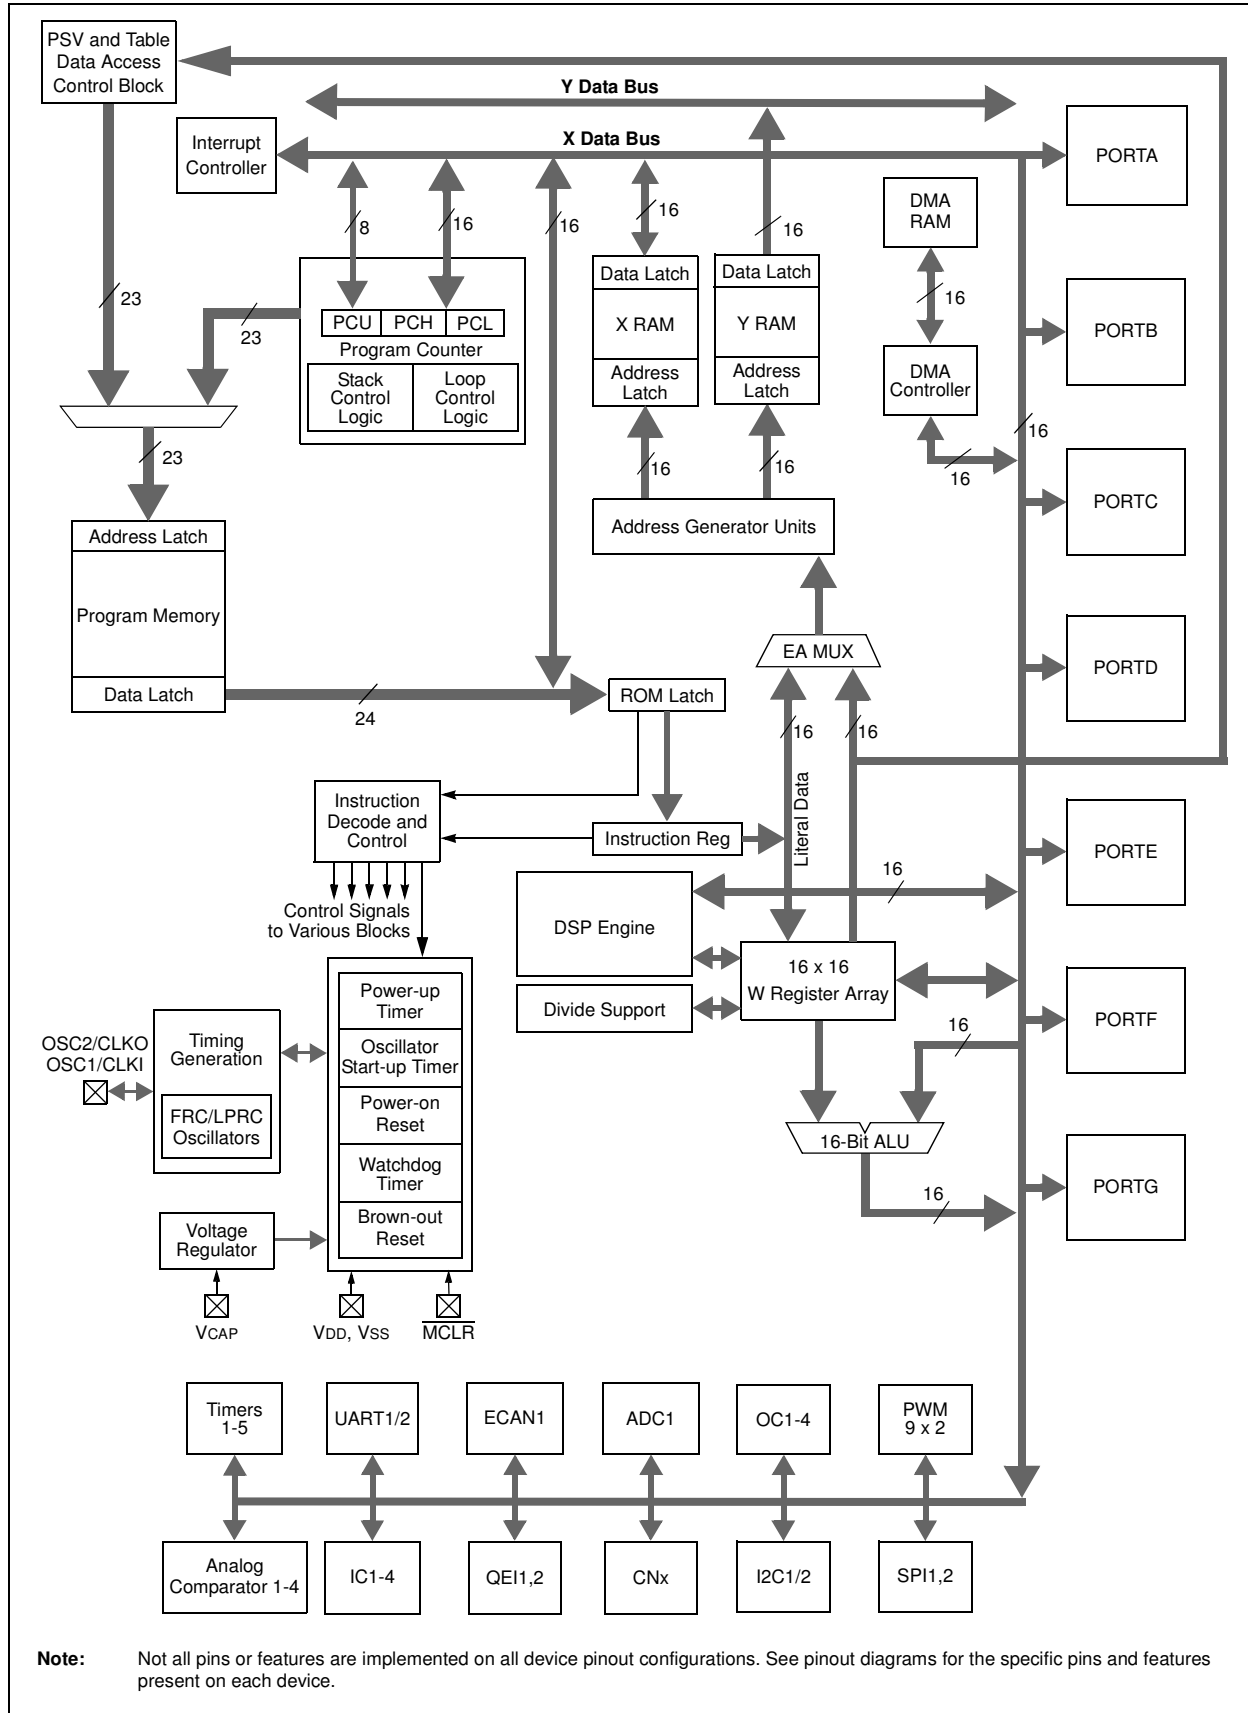 PSV and Table
Data Access
Control Block
Y Data Bus
Interrupt
Controller
X Data Bus
PORTA
8
16
16
16
16
DMA
RAM
23
23
Data Latch
Data Latch
16
PCU
PCH
PCL
X RAM
Y RAM
PORTB
Program Counter
Stack
Control
Logic
Loop
Control
Logic
Address
Latch
Address
Latch
DMA
Controller
16
23
16
16
16
PORTC
Address Latch
Address Generator Units
Program Memory
PORTD
EA MUX
Data Latch
24
ROM Latch
16
16
Instruction
Decode and
Control
Literal Data
Instruction Reg
PORTE
16
Control Signals
to Various Blocks
DSP Engine
16 x 16
W Register Array
Power-up
Timer
Divide Support
PORTF
OSC2/CLKO
OSC1/CLKI
Timing
Generation
Oscillator
Start-up Timer
16
FRC/LPRC
Oscillators
Power-on
Reset
16-Bit ALU
Watchdog
Timer
PORTG
16
Voltage
Regulator
Brown-out
Reset
VCAP
VDD, VSS
MCLR
Timers
1-5
UART1/2
ECAN1
ADC1
OC1-4
PWM
9 x 2
Analog
Comparator 1-4
IC1-4
QEI1,2
CNx
I2C1/2
SPI1,2
Note: Not all pins or features are implemented on all device pinout configurations. See pinout diagrams for the specific pins and features
present on each device.